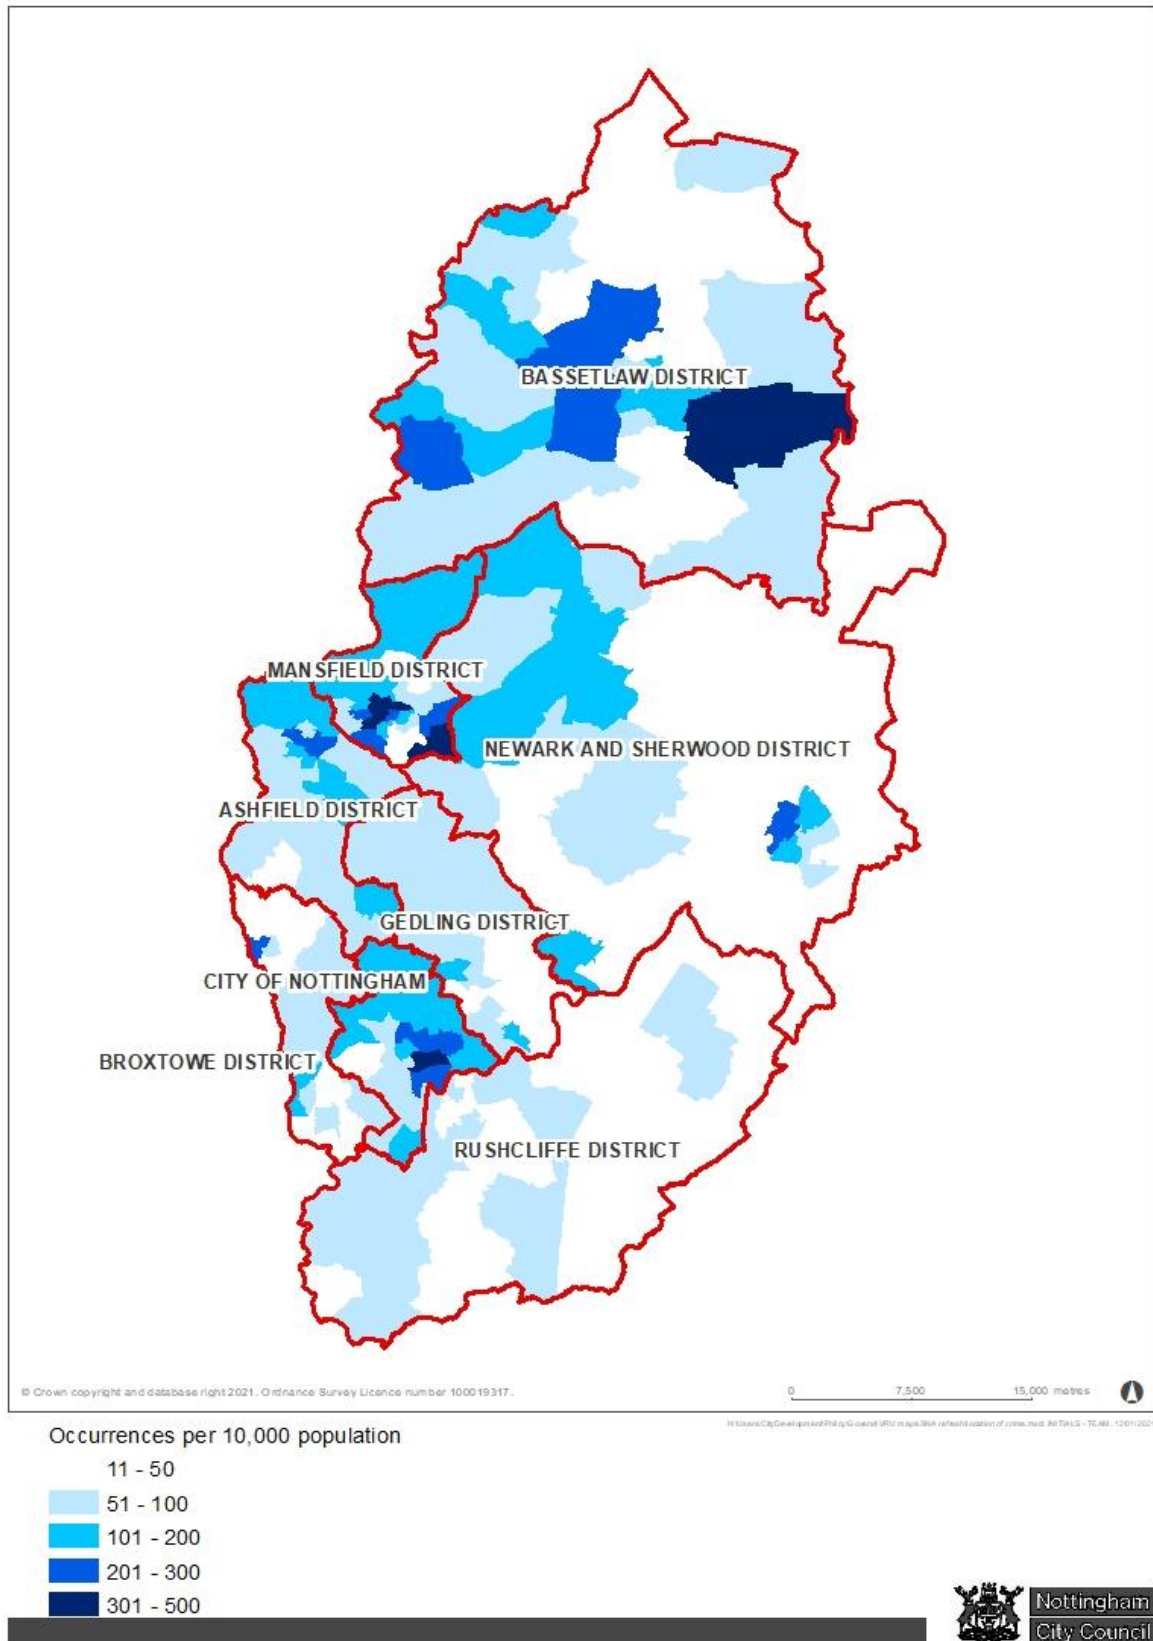 BASSETLAW DISTRICT
MANSFIELD DISTRICT
NEWARK AND SHERWOOD DISTRICT
ASHFIELD DISTRICT
GEDLING DISTRICT
CITY OF NOTTINGHAM
BROXTOWE DISTRICT
RUSHCLIFFE DISTRICT
© Crown copyright and database right 2021. Ordnance Survey Licence number 100019317.
0 7,500 15,000 metres
Occurrences per 10,000 population
11 - 50
51 - 100
101 - 200
201 - 300
301 - 500
Nottingham
City Council